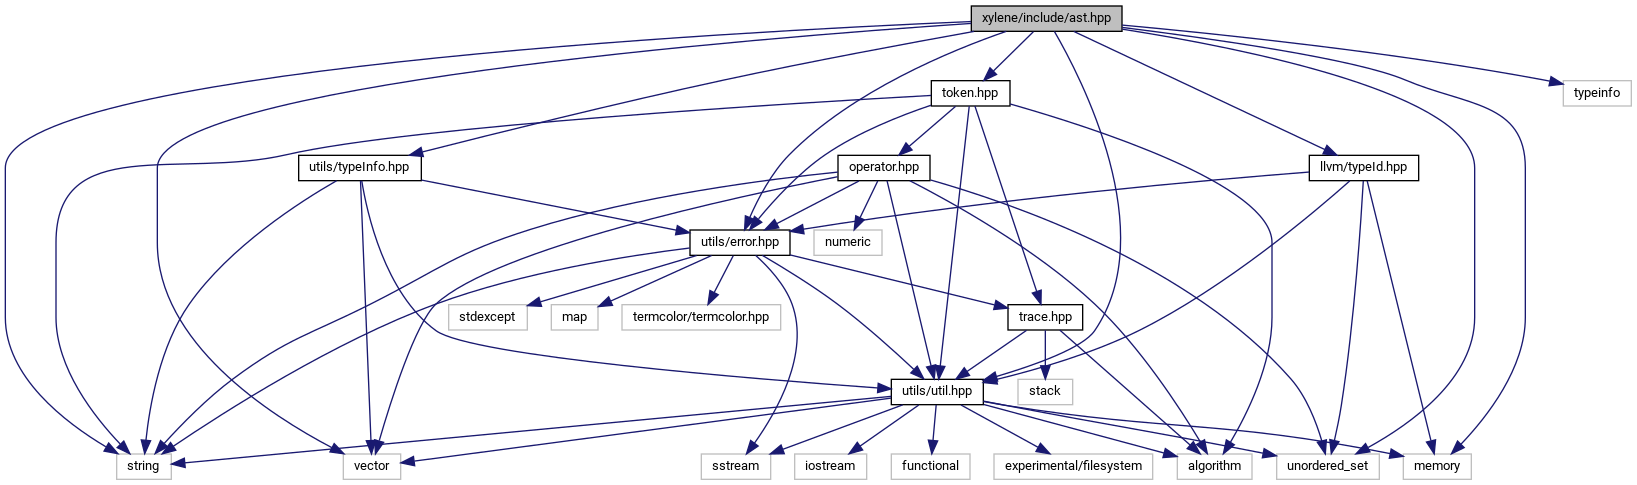 xylene/include/ast.hpp
token.hpp
typeinfo
utils/typeInfo.hpp
operator.hpp
llvm/typeId.hpp
utils/error.hpp
numeric
stdexcept
map
termcolor/termcolor.hpp
trace.hpp
utils/util.hpp
stack
string
vector
sstream
iostream
functional
experimental/filesystem
algorithm
unordered_set
memory